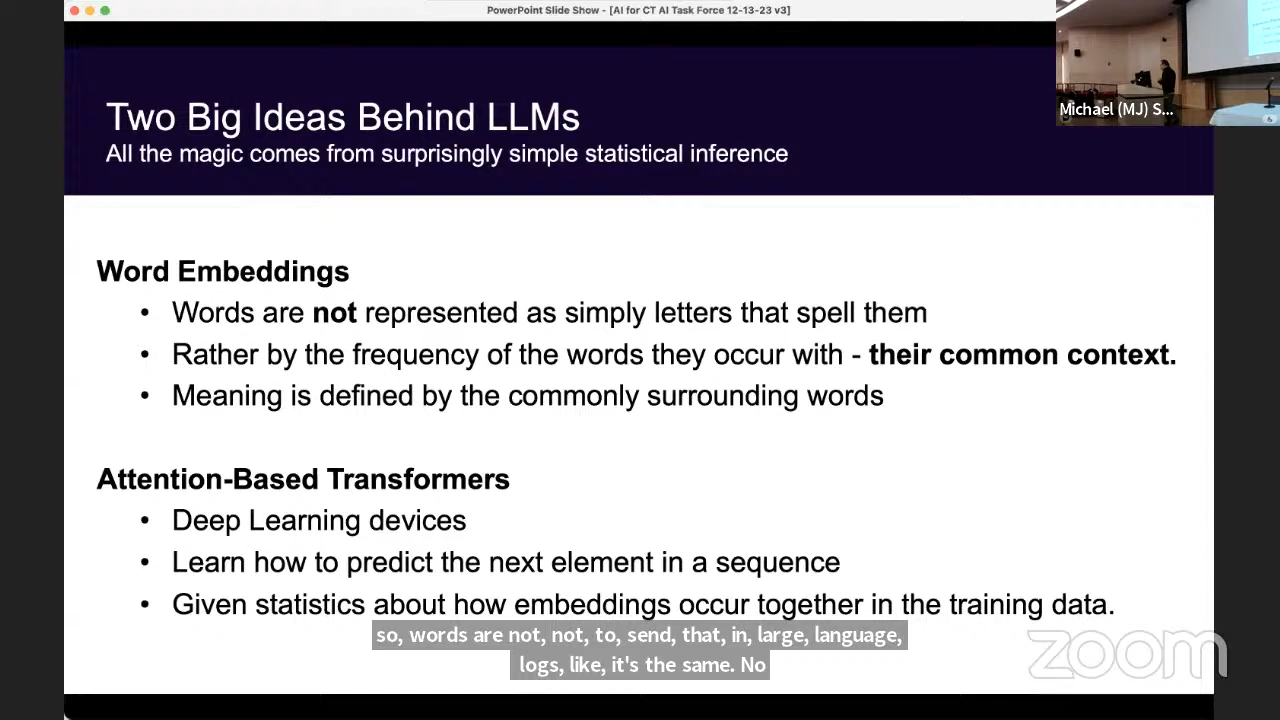 PowerPoint Slide Show - [AI for CT AI Task Force 12-13-23 v3]
Michael (MJ) S...
Two Big Ideas Behind LLMs
All the magic comes from surprisingly simple statistical inference
Word Embeddings
• Words are not represented as simply letters that spell them
• Rather by the frequency of the words they occur with - their common context.
• Meaning is defined by the commonly surrounding words
Attention-Based Transformers
• Deep Learning devices
• Learn how to predict the next element in a sequence
• Given statistics about how embeddings occur together in the training data.
so, words are not, not, to, send, that, in, large, language,
logs, like, it's the same. No
zoom